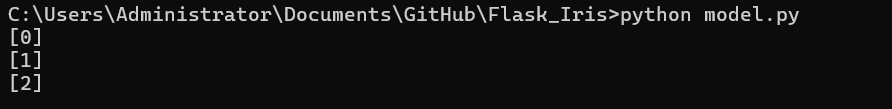 C:\Users\Administrator\Documents\GitHub\Flask_Iris>python model.py
[0]
[1]
[2]